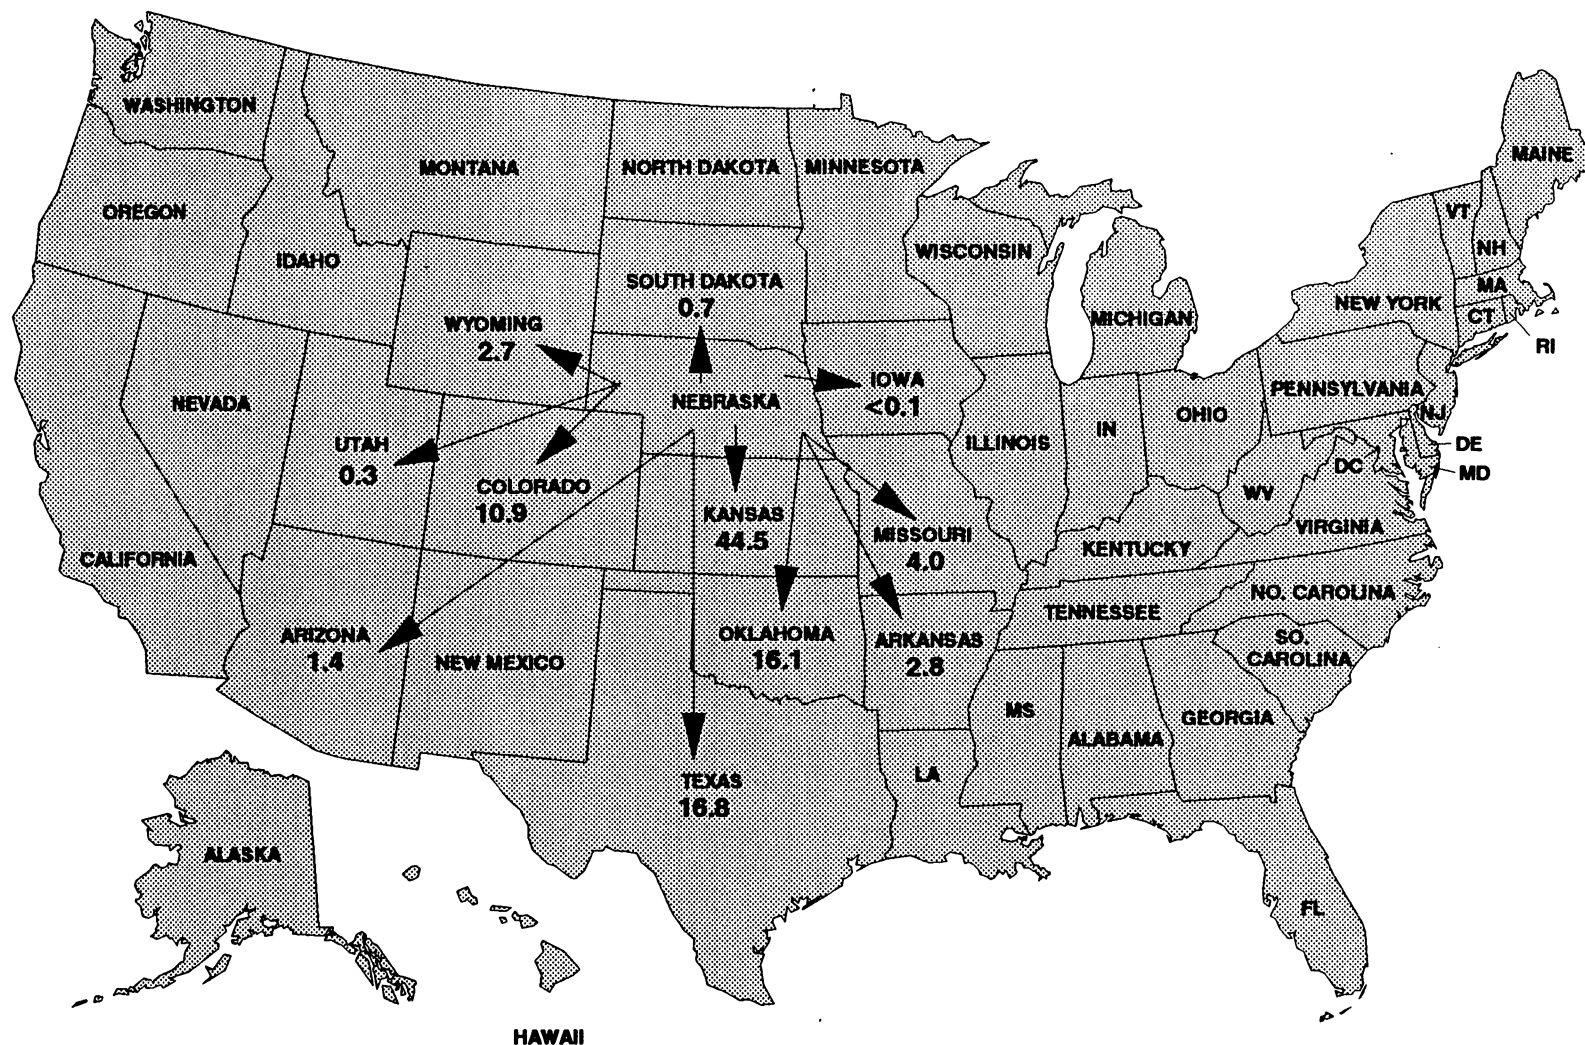 WASHINGTON
MONTANA
NORTH DAKOTA
MINNESOTA
MAINE
OREGON
VT
IDAHO
WISCONSIN
NH
SOUTH DAKOTA
0.7
MA
NEW YORK
CT
WYOMING
2.7
MICHIGAN
RI
IOWA
<0.1
PENNSYLVANIA
NEVADA
NEBRASKA
OHIO
NJ
UTAH
0.3
ILLINOIS
IN
DE
DC
MD
COLORADO
10.9
WV
KANSAS
44.5
MISSOURI
4.0
VIRGINIA
CALIFORNIA
KENTUCKY
NO. CAROLINA
TENNESSEE
ARIZONA
1.4
NEW MEXICO
OKLAHOMA
16.1
ARKANSAS
2.8
SO.
CAROLINA
MS
GEORGIA
ALABAMA
LA
TEXAS
16.8
ALASKA
FL
HAWAII